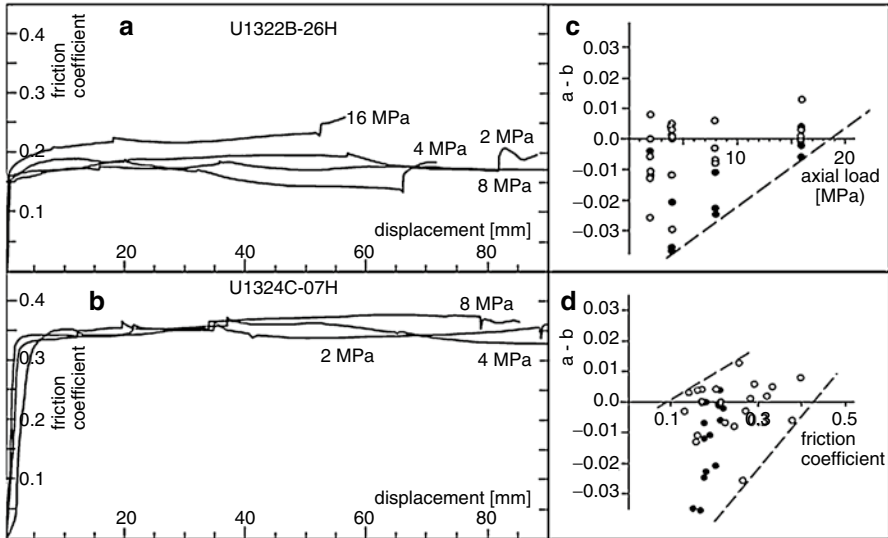 a
U1322B-26H
friction
coefficient
0.4
0.3
0.2
0.1
16 MPa
4 MPa
2 MPa
8 MPa
displacement [mm]
20
40
60
80
b
U1324C-07H
0.4
0.3
0.2
0.1
friction
coefficient
8 MPa
2 MPa
4 MPa
displacement [mm]
20
40
60
80
c
a - b
0.03
0.02
0.01
0.0
−0.01
−0.02
−0.03
10
20
axial load
[MPa]
d
a - b
0.03
0.02
0.01
0.0
−0.01
−0.02
−0.03
0.1
0.3
0.3
0.5
friction
coefficient